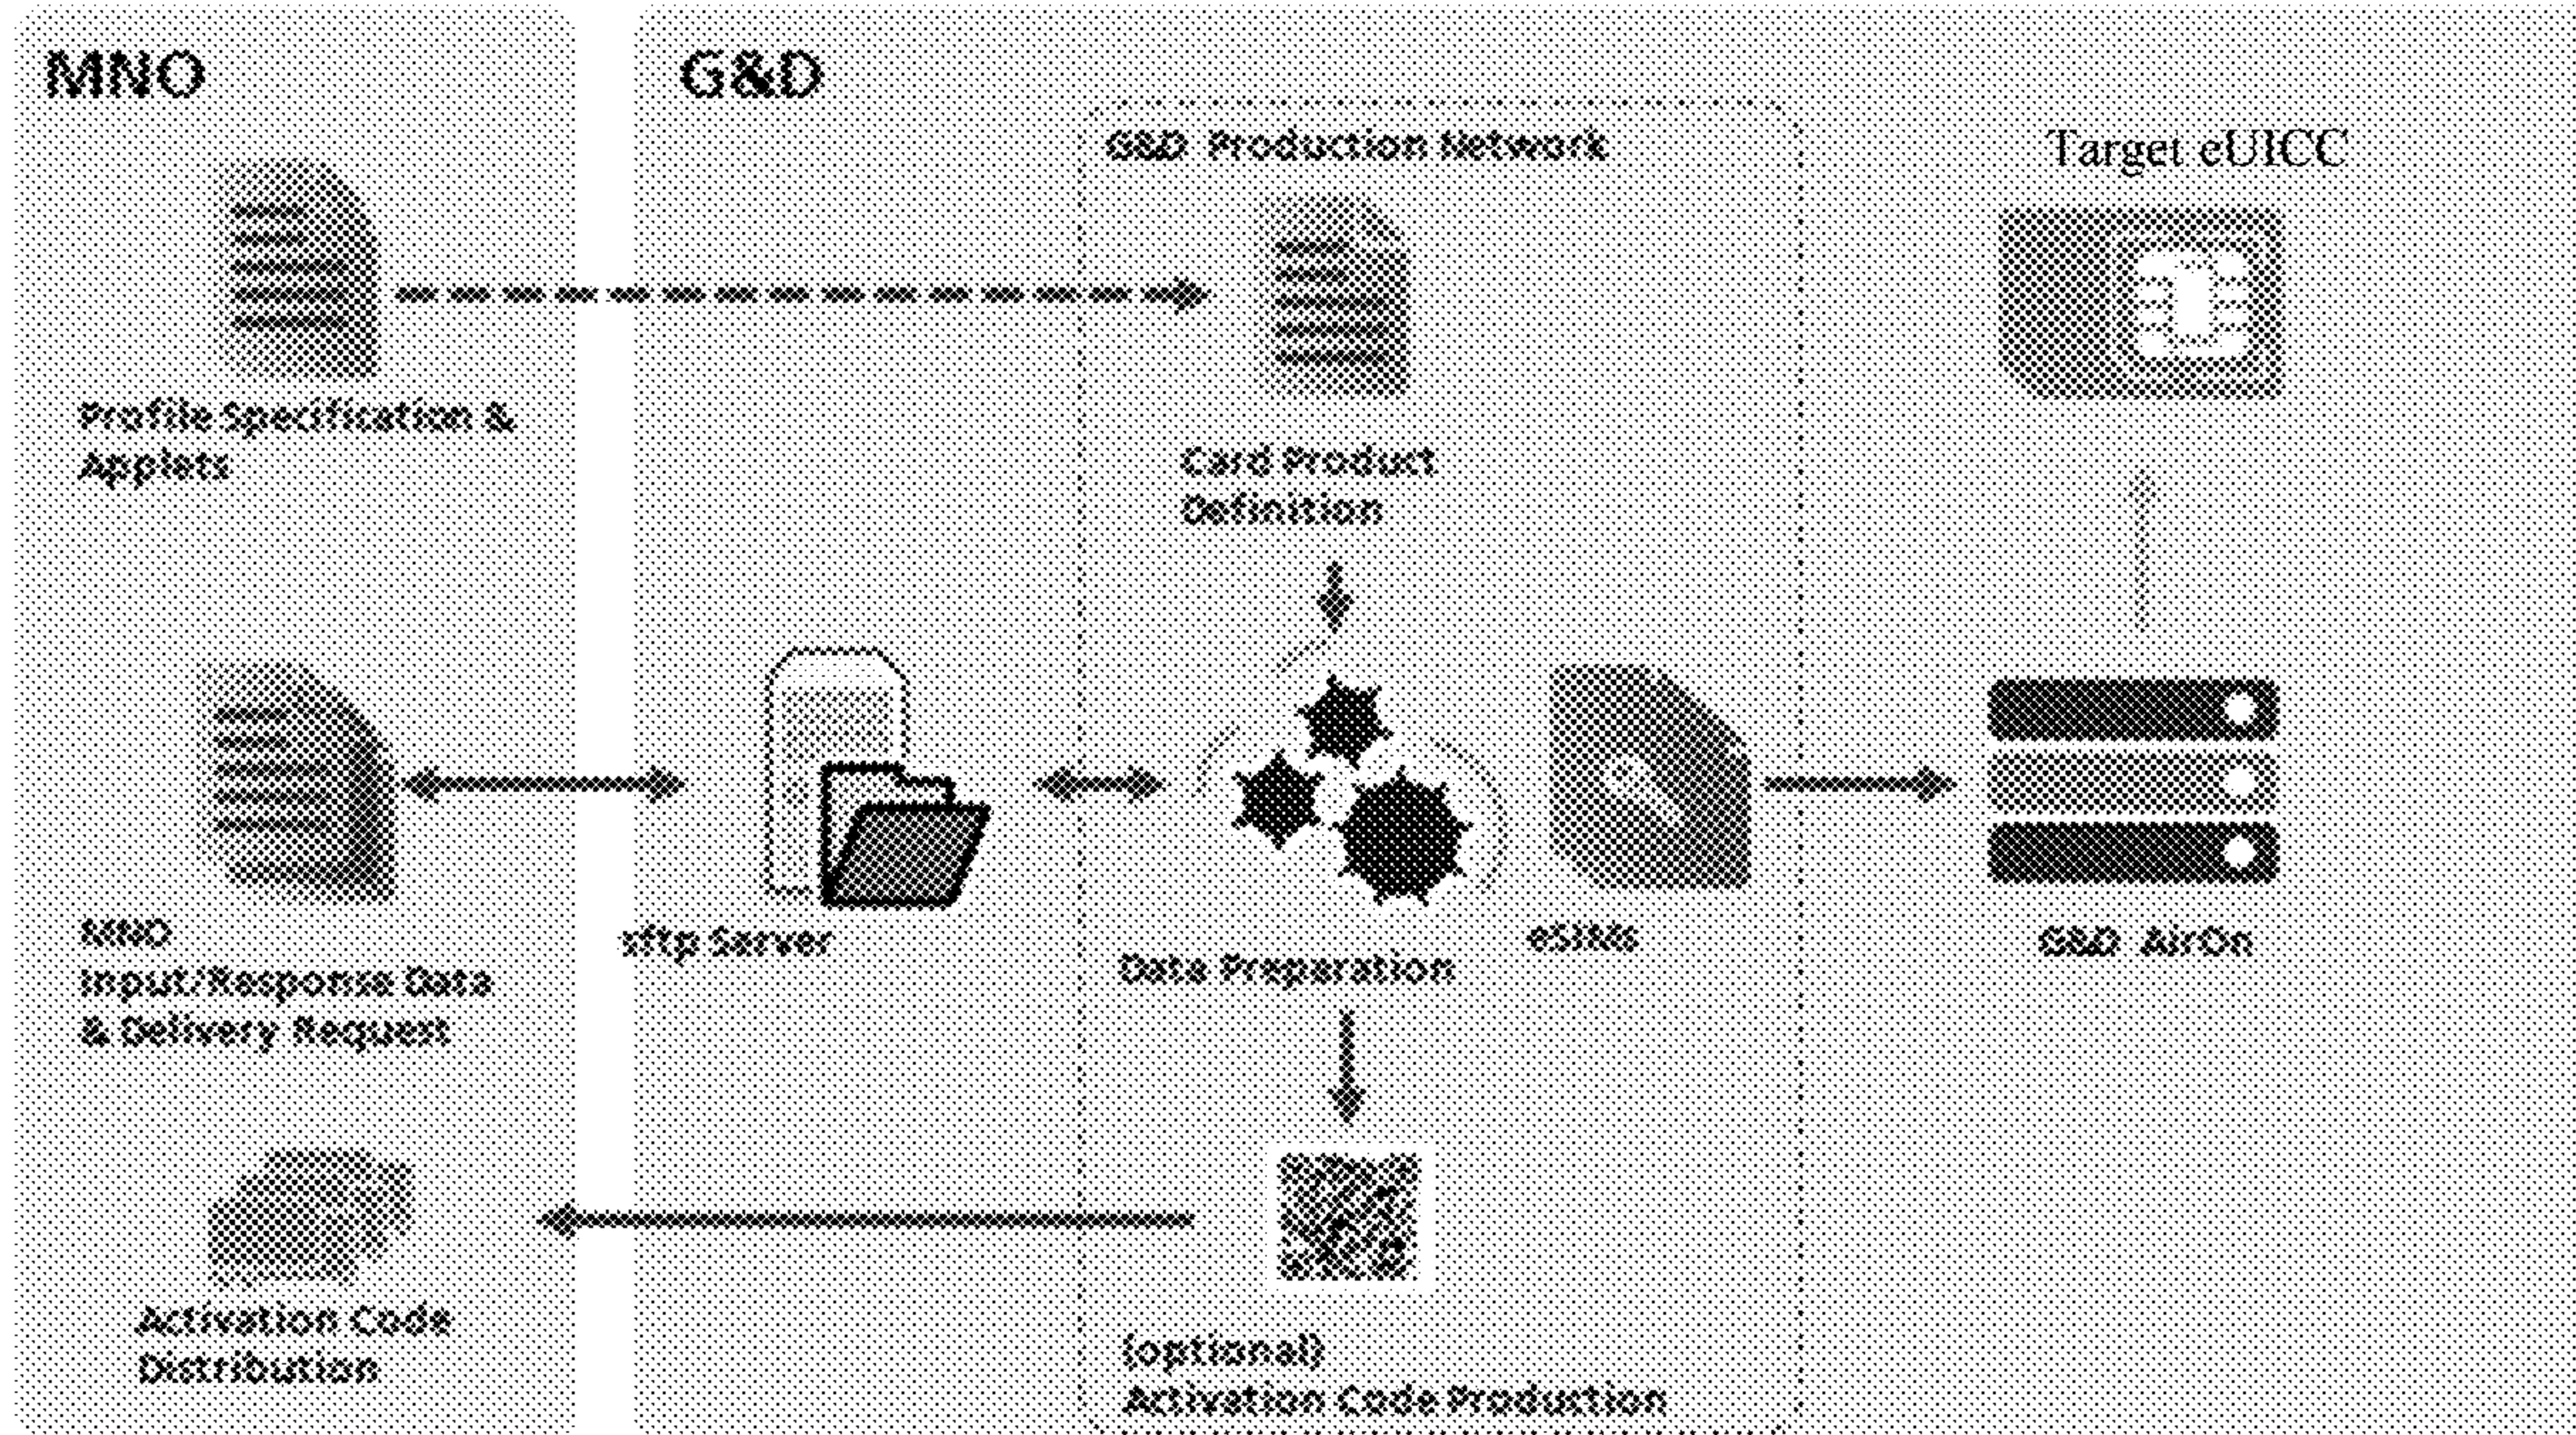 MNO
G&D
G&D Production Network
Target eUICC
Profile Specification &
Applets
Card Product
Definition
MNO
Input/Response Data
& Delivery Request
sftp Server
Data Preparation
eSIMs
G&D AirOn
Activation Code
Distribution
(optional)
Activation Code Production